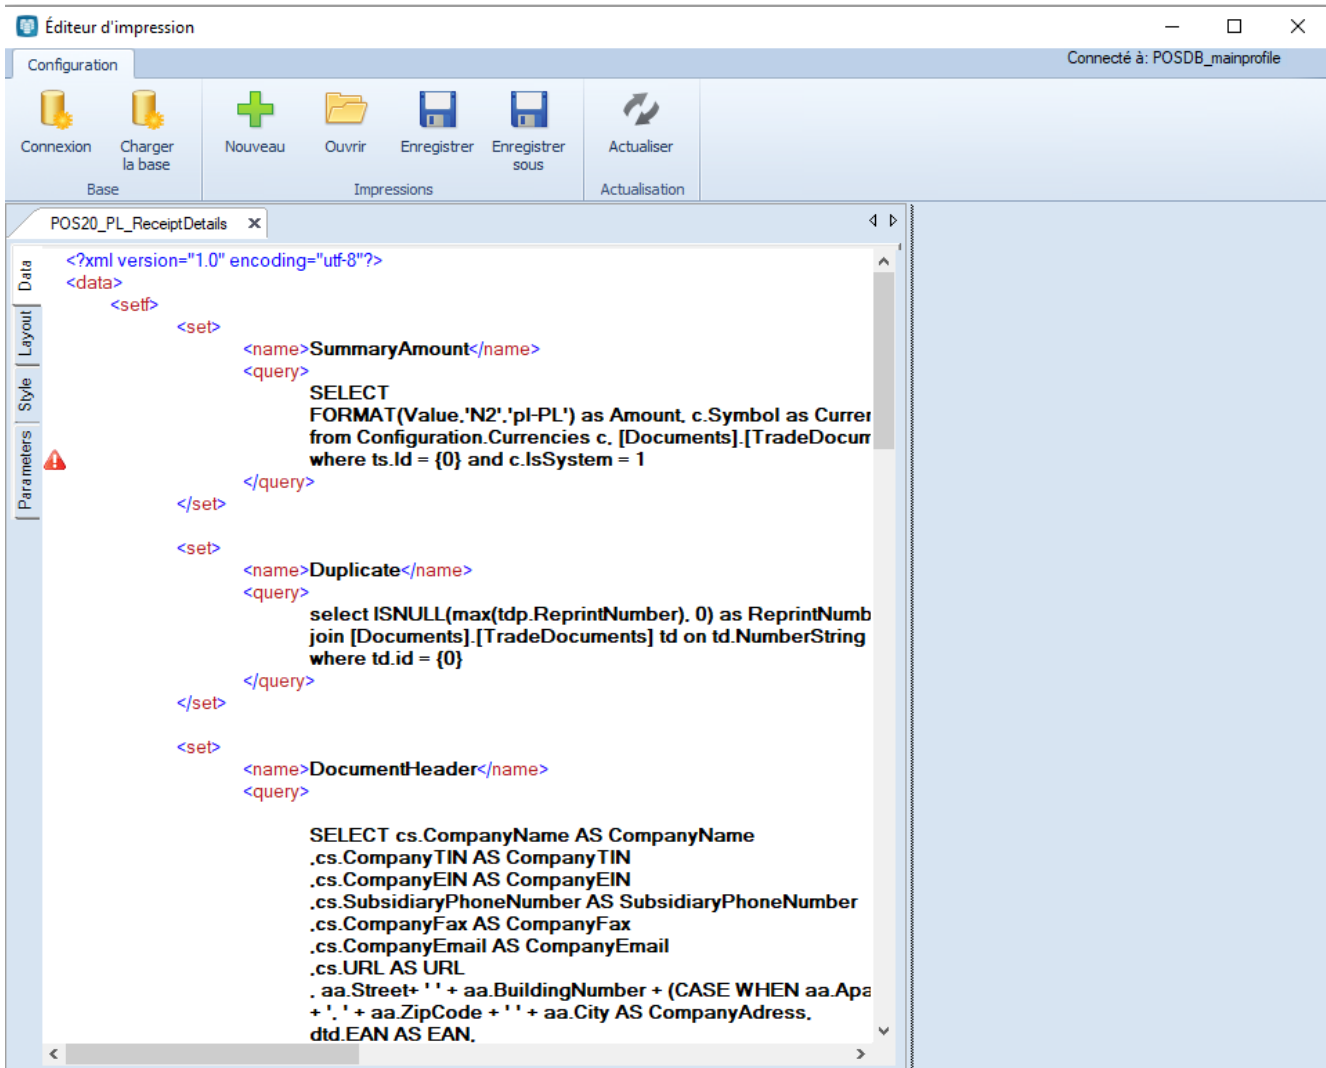 Éditeur d'impression
Configuration
Connecté à: POSDB_mainprofile
Connexion
Charger
la base
Nouveau
Ouvrir
Enregistrer
Enregistrer
sous
Actualiser
Base
Impressions
Actualisation
POS20_PL_ReceiptDetails
Data
Layout
Style
Parameters
<?xml version="1.0" encoding="utf-8"?>
<data>
<setf>
<set>
<name>SummaryAmount</name>
<query>
SELECT
FORMAT(Value,'N2','pl-PL') as Amount, c.Symbol as Currer
from Configuration.Currencies c, [Documents].[TradeDocum
where ts.Id = {0} and c.IsSystem = 1
</query>
</set>
<set>
<name>Duplicate</name>
<query>
select ISNULL(max(tdp.ReprintNumber), 0) as ReprintNumb
join [Documents].[TradeDocuments] td on td.NumberString
where td.id = {0}
</query>
</set>
<set>
<name>DocumentHeader</name>
<query>
SELECT cs.CompanyName AS CompanyName
,cs.CompanyTIN AS CompanyTIN
,cs.CompanyEIN AS CompanyEIN
,cs.SubsidiaryPhoneNumber AS SubsidiaryPhoneNumber
,cs.CompanyFax AS CompanyFax
,cs.CompanyEmail AS CompanyEmail
,cs.URL AS URL
, aa.Street+ ' ' + aa.BuildingNumber + (CASE WHEN aa.Apa
+ ', ' + aa.ZipCode + ' ' + aa.City AS CompanyAdress,
dtd.EAN AS EAN,